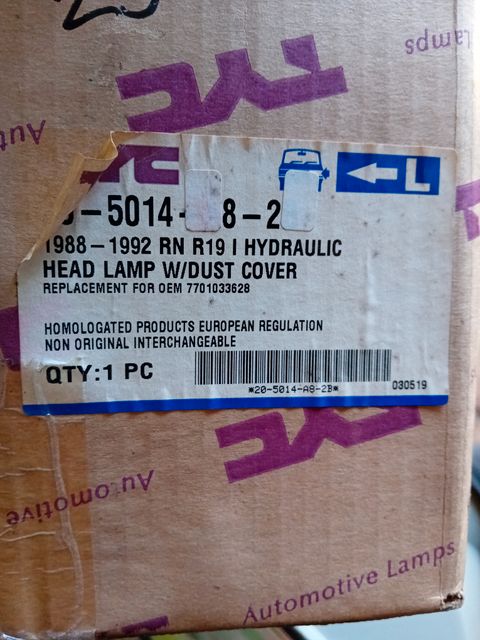 Lamps
TYC
Automotive
L
-5014- 8-2
1988-1992 RN R19 I HYDRAULIC
HEAD LAMP W/DUST COVER
REPLACEMENT FOR OEM 7701033628
HOMOLOGATED PRODUCTS EUROPEAN REGULATION
NON ORIGINAL INTERCHANGEABLE
QTY:1 PC
*20-5014-A8-2B*
030519
TYC
Automotive
Automotive Lamps